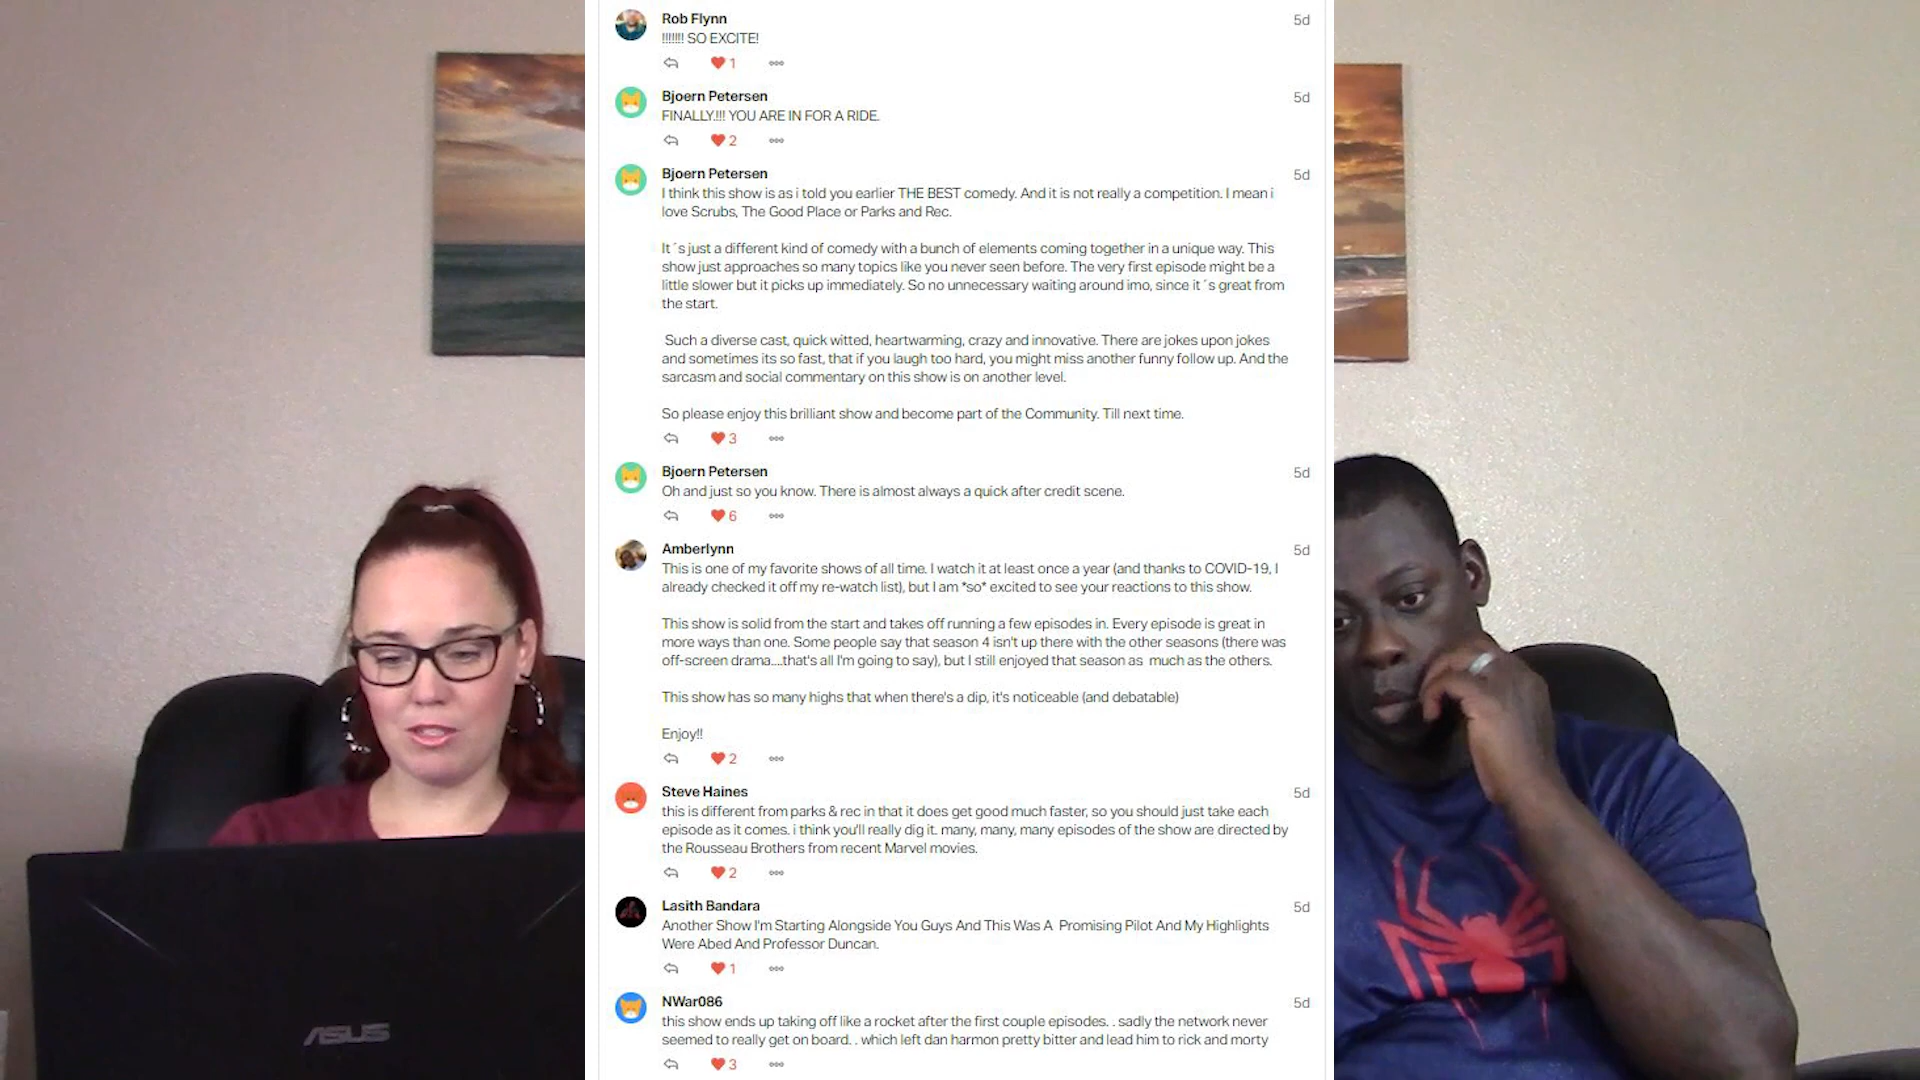 Rob Flynn
5d
!!!!!!! SO EXCITE!
1
Bjoern Petersen
5d
FINALLY.!!! YOU ARE IN FOR A RIDE.
2
Bjoern Petersen
5d
I think this show is as i told you earlier THE BEST comedy. And it is not really a competition. I mean i
love Scrubs, The Good Place or Parks and Rec.
It´s just a different kind of comedy with a bunch of elements coming together in a unique way. This
show just approaches so many topics like you never seen before. The very first episode might be a
little slower but it picks up immediately. So no unnecessary waiting around imo, since it´s great from
the start.
Such a diverse cast, quick witted, heartwarming, crazy and innovative. There are jokes upon jokes
and sometimes its so fast, that if you laugh too hard, you might miss another funny follow up. And the
sarcasm and social commentary on this show is on another level.
So please enjoy this brilliant show and become part of the Community. Till next time.
3
Bjoern Petersen
5d
Oh and just so you know. There is almost always a quick after credit scene.
6
Amberlynn
5d
This is one of my favorite shows of all time. I watch it at least once a year (and thanks to COVID-19, I
already checked it off my re-watch list), but I am *so* excited to see your reactions to this show.
This show is solid from the start and takes off running a few episodes in. Every episode is great in
more ways than one. Some people say that season 4 isn't up there with the other seasons (there was
off-screen drama....that's all I'm going to say), but I still enjoyed that season as much as the others.
This show has so many highs that when there's a dip, it's noticeable (and debatable)
Enjoy!!
2
Steve Haines
5d
this is different from parks & rec in that it does get good much faster, so you should just take each
episode as it comes. i think you'll really dig it. many, many, many episodes of the show are directed by
the Rousseau Brothers from recent Marvel movies.
2
Lasith Bandara
5d
Another Show I'm Starting Alongside You Guys And This Was A Promising Pilot And My Highlights
Were Abed And Professor Duncan.
1
NWar086
5d
this show ends up taking off like a rocket after the first couple episodes. . sadly the network never
seemed to really get on board. . which left dan harmon pretty bitter and lead him to rick and morty
3
ASUS